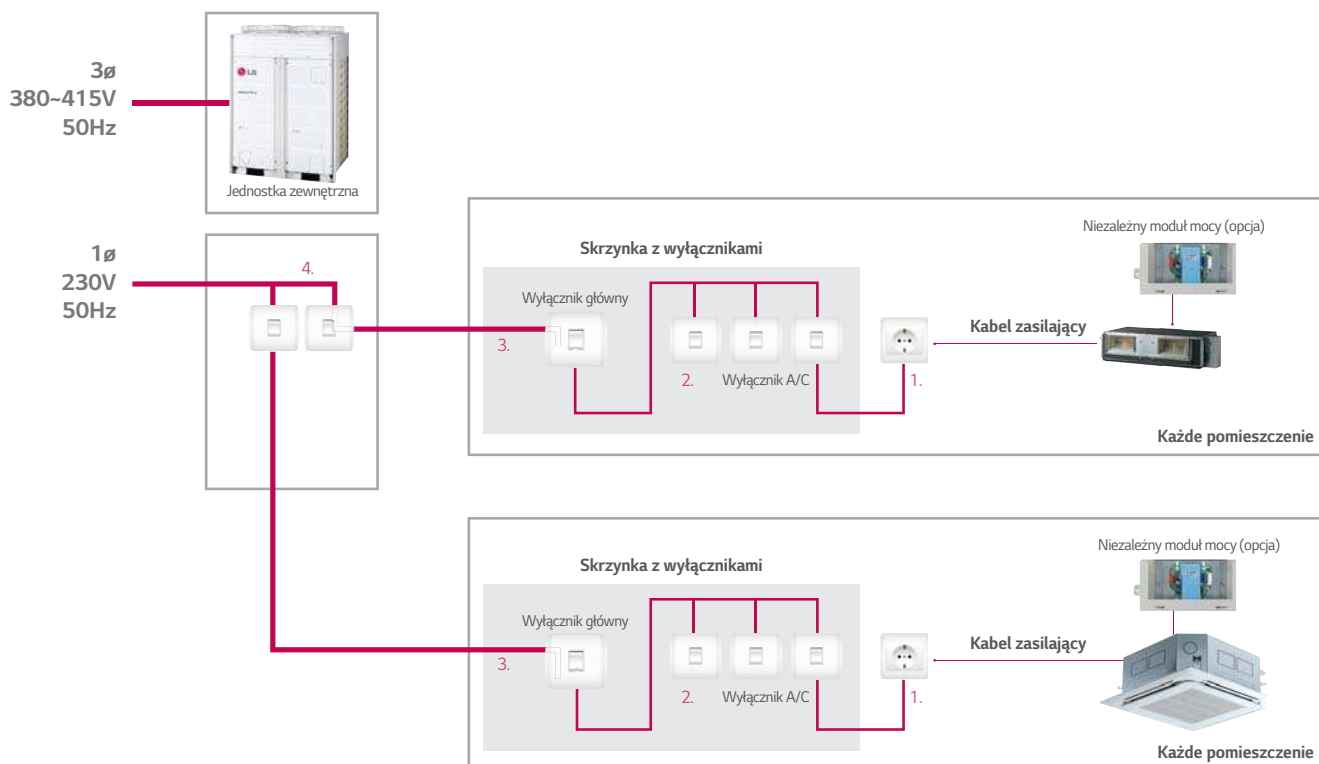 3ø
380~415V
50Hz
LG
Jednostka zewnętrzna
1ø
230V
50Hz
4.
Skrzynka z wyłącznikami
Wyłącznik główny
3.
2.
Wyłącznik A/C
1.
Kabel zasilający
Niezależny moduł mocy (opcja)
Każde pomieszczenie
Skrzynka z wyłącznikami
Wyłącznik główny
3.
2.
Wyłącznik A/C
1.
Kabel zasilający
Niezależny moduł mocy (opcja)
Każde pomieszczenie